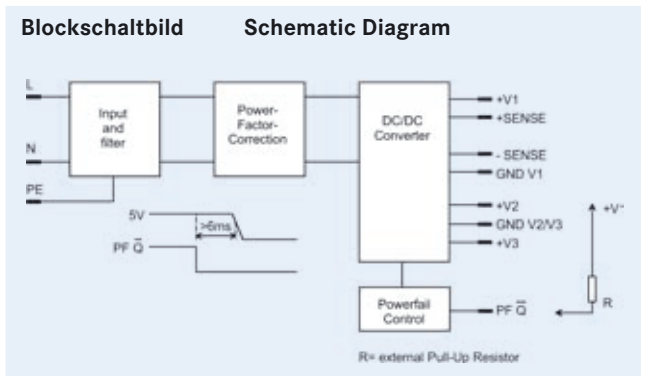 Blockschaltbild Schematic Diagram
L
N
PE
Input
and
filter
Power-
Factor-
Correction
DC/DC
Converter
+V1
+SENSE
- SENSE
GND V1
+V2
GND V2/V3
+V3
5V
>6ms
PF Q̅
Powerfail
Control
PF Q̅
+V
R
R= external Pull-Up Resistor